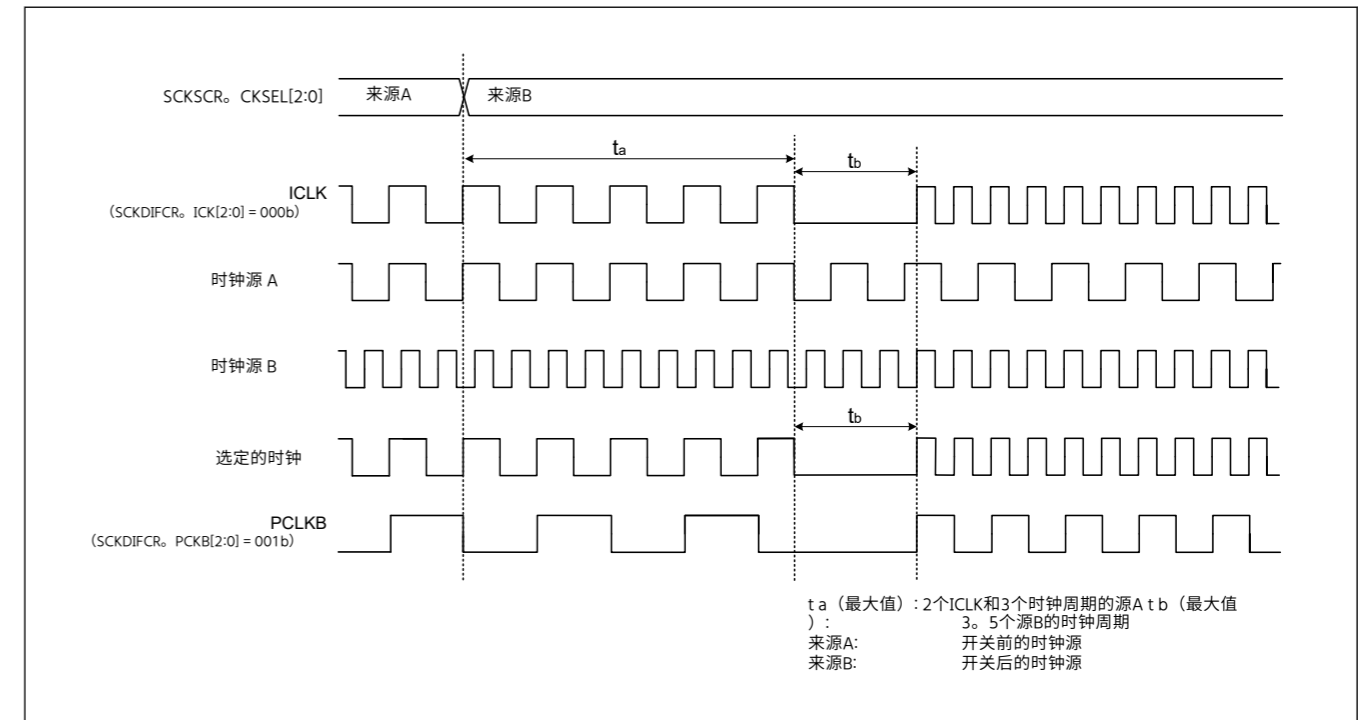 SCKSCR。CKSEL[2:0]
来源A
来源B
ta
tb
ICLK
（SCKDIFCR。ICK[2:0] = 000b）
时钟源 A
时钟源 B
tb
选定的时钟
PCLKB
（SCKDIFCR。PCKB[2:0] = 001b）
t a（最大值）: 2个ICLK和3个时钟周期的源A t b（最大值
）: 3。5个源B的时钟周期
来源A: 开关前的时钟源
来源B: 开关后的时钟源